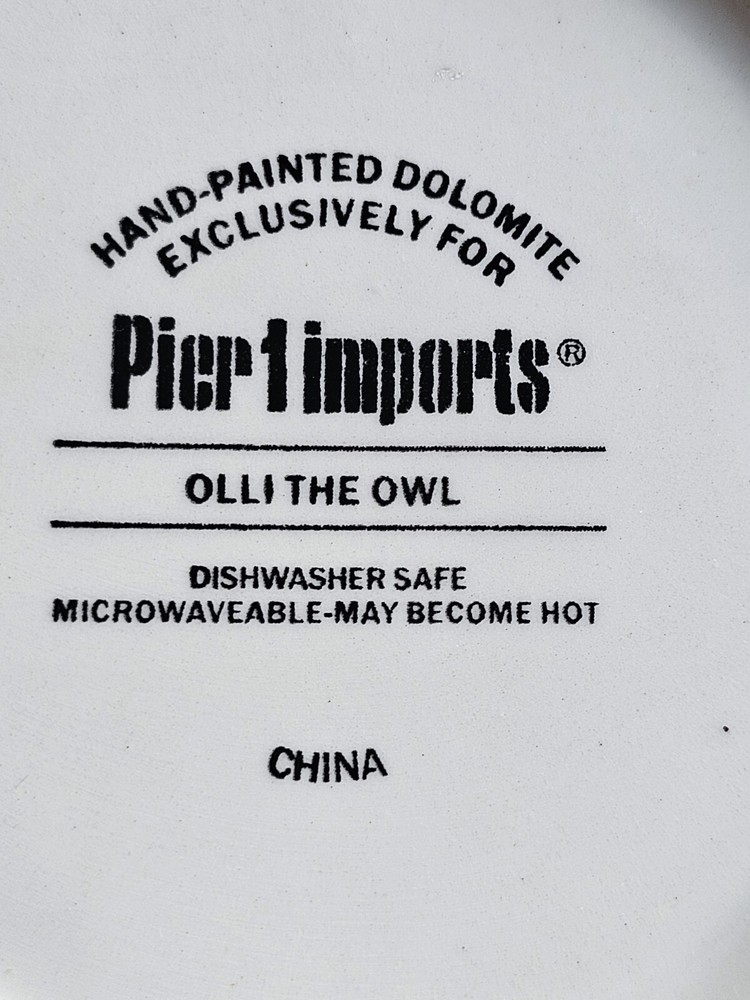 HAND-PAINTED DOLOMITE
EXCLUSIVELY FOR
Pier 1 imports®
OLLI THE OWL
DISHWASHER SAFE
MICROWAVEABLE-MAY BECOME HOT
CHINA